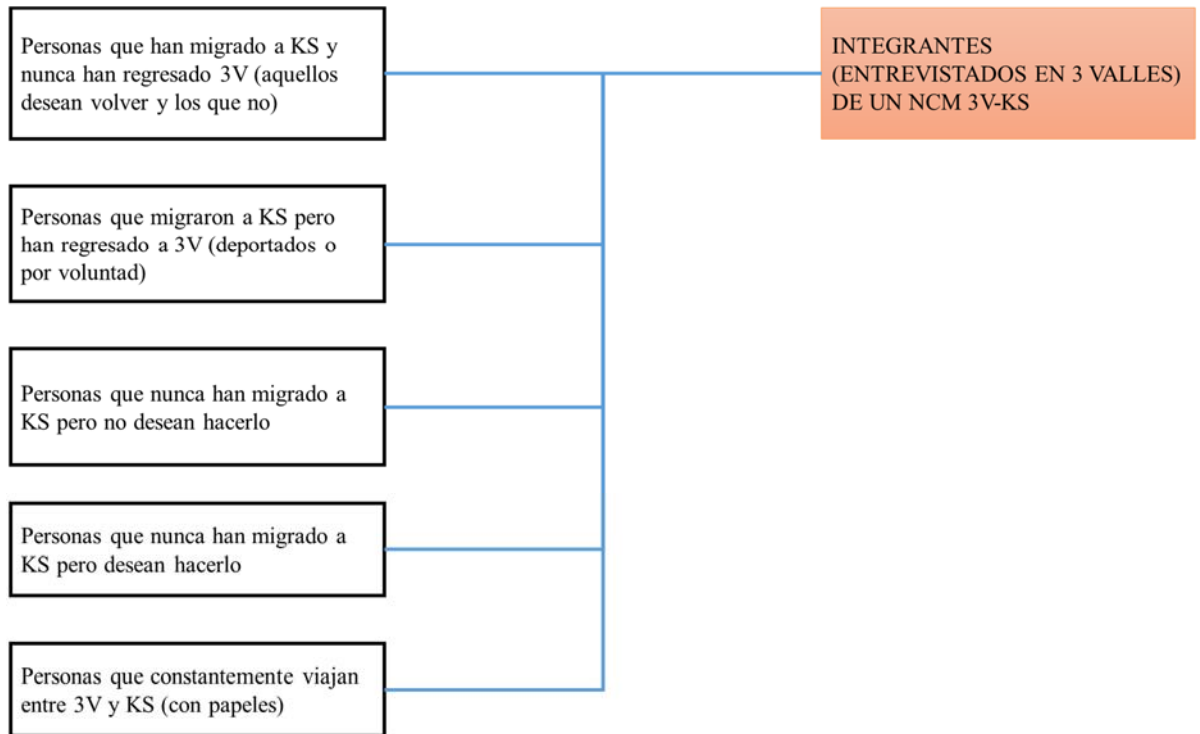 Personas que han migrado a KS y
nunca han regresado 3V (aquellos
desean volver y los que no)
INTEGRANTES
(ENTREVISTADOS EN 3 VALLES)
DE UN NCM 3V-KS
Personas que migraron a KS pero
han regresado a 3V (deportados o
por voluntad)
Personas que nunca han migrado a
KS pero no desean hacerlo
Personas que nunca han migrado a
KS pero desean hacerlo
Personas que constantemente viajan
entre 3V y KS (con papeles)